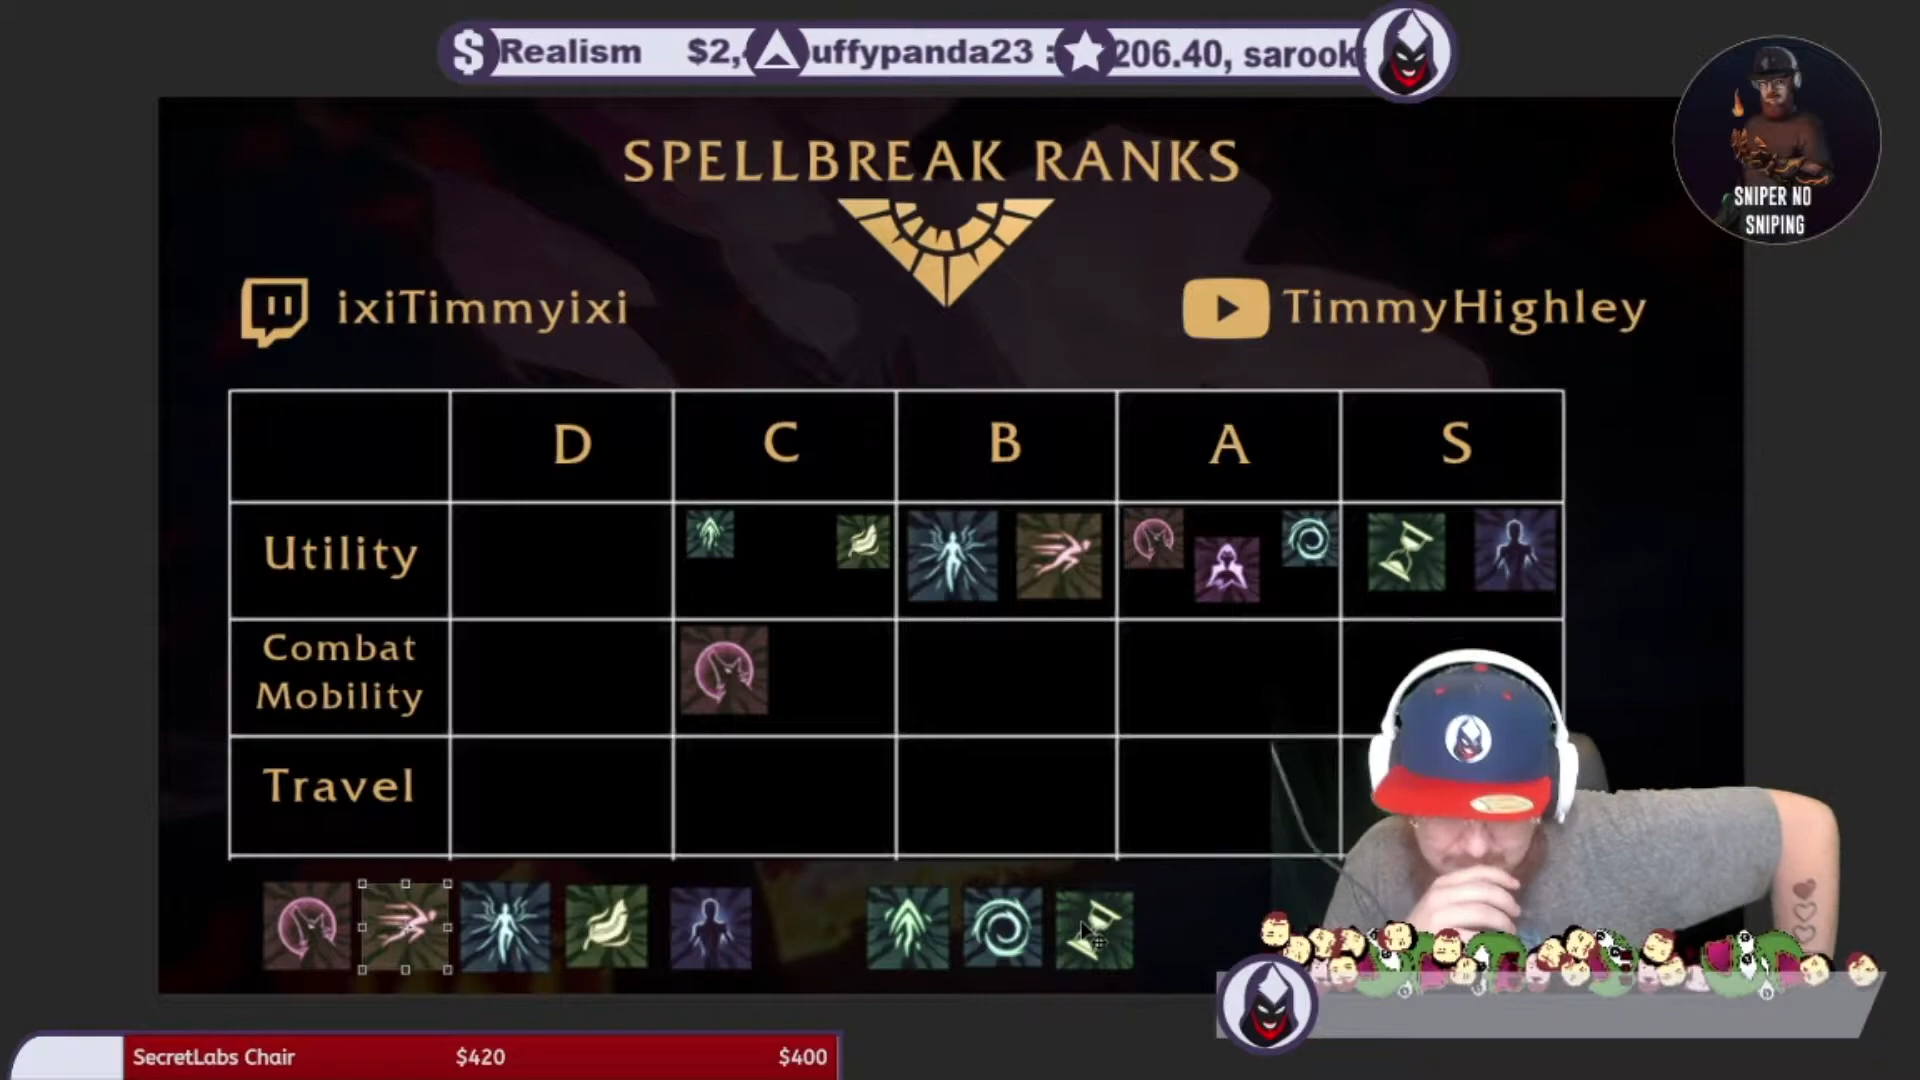 Realism $2, uffypanda23 : 206.40, sarook
SNIPER NO
SNIPING
SPELLBREAK RANKS
ixiTimmyixi
TimmyHighley
D C B A S
Utility
Combat
Mobility
Travel
SecretLabs Chair $420 $400